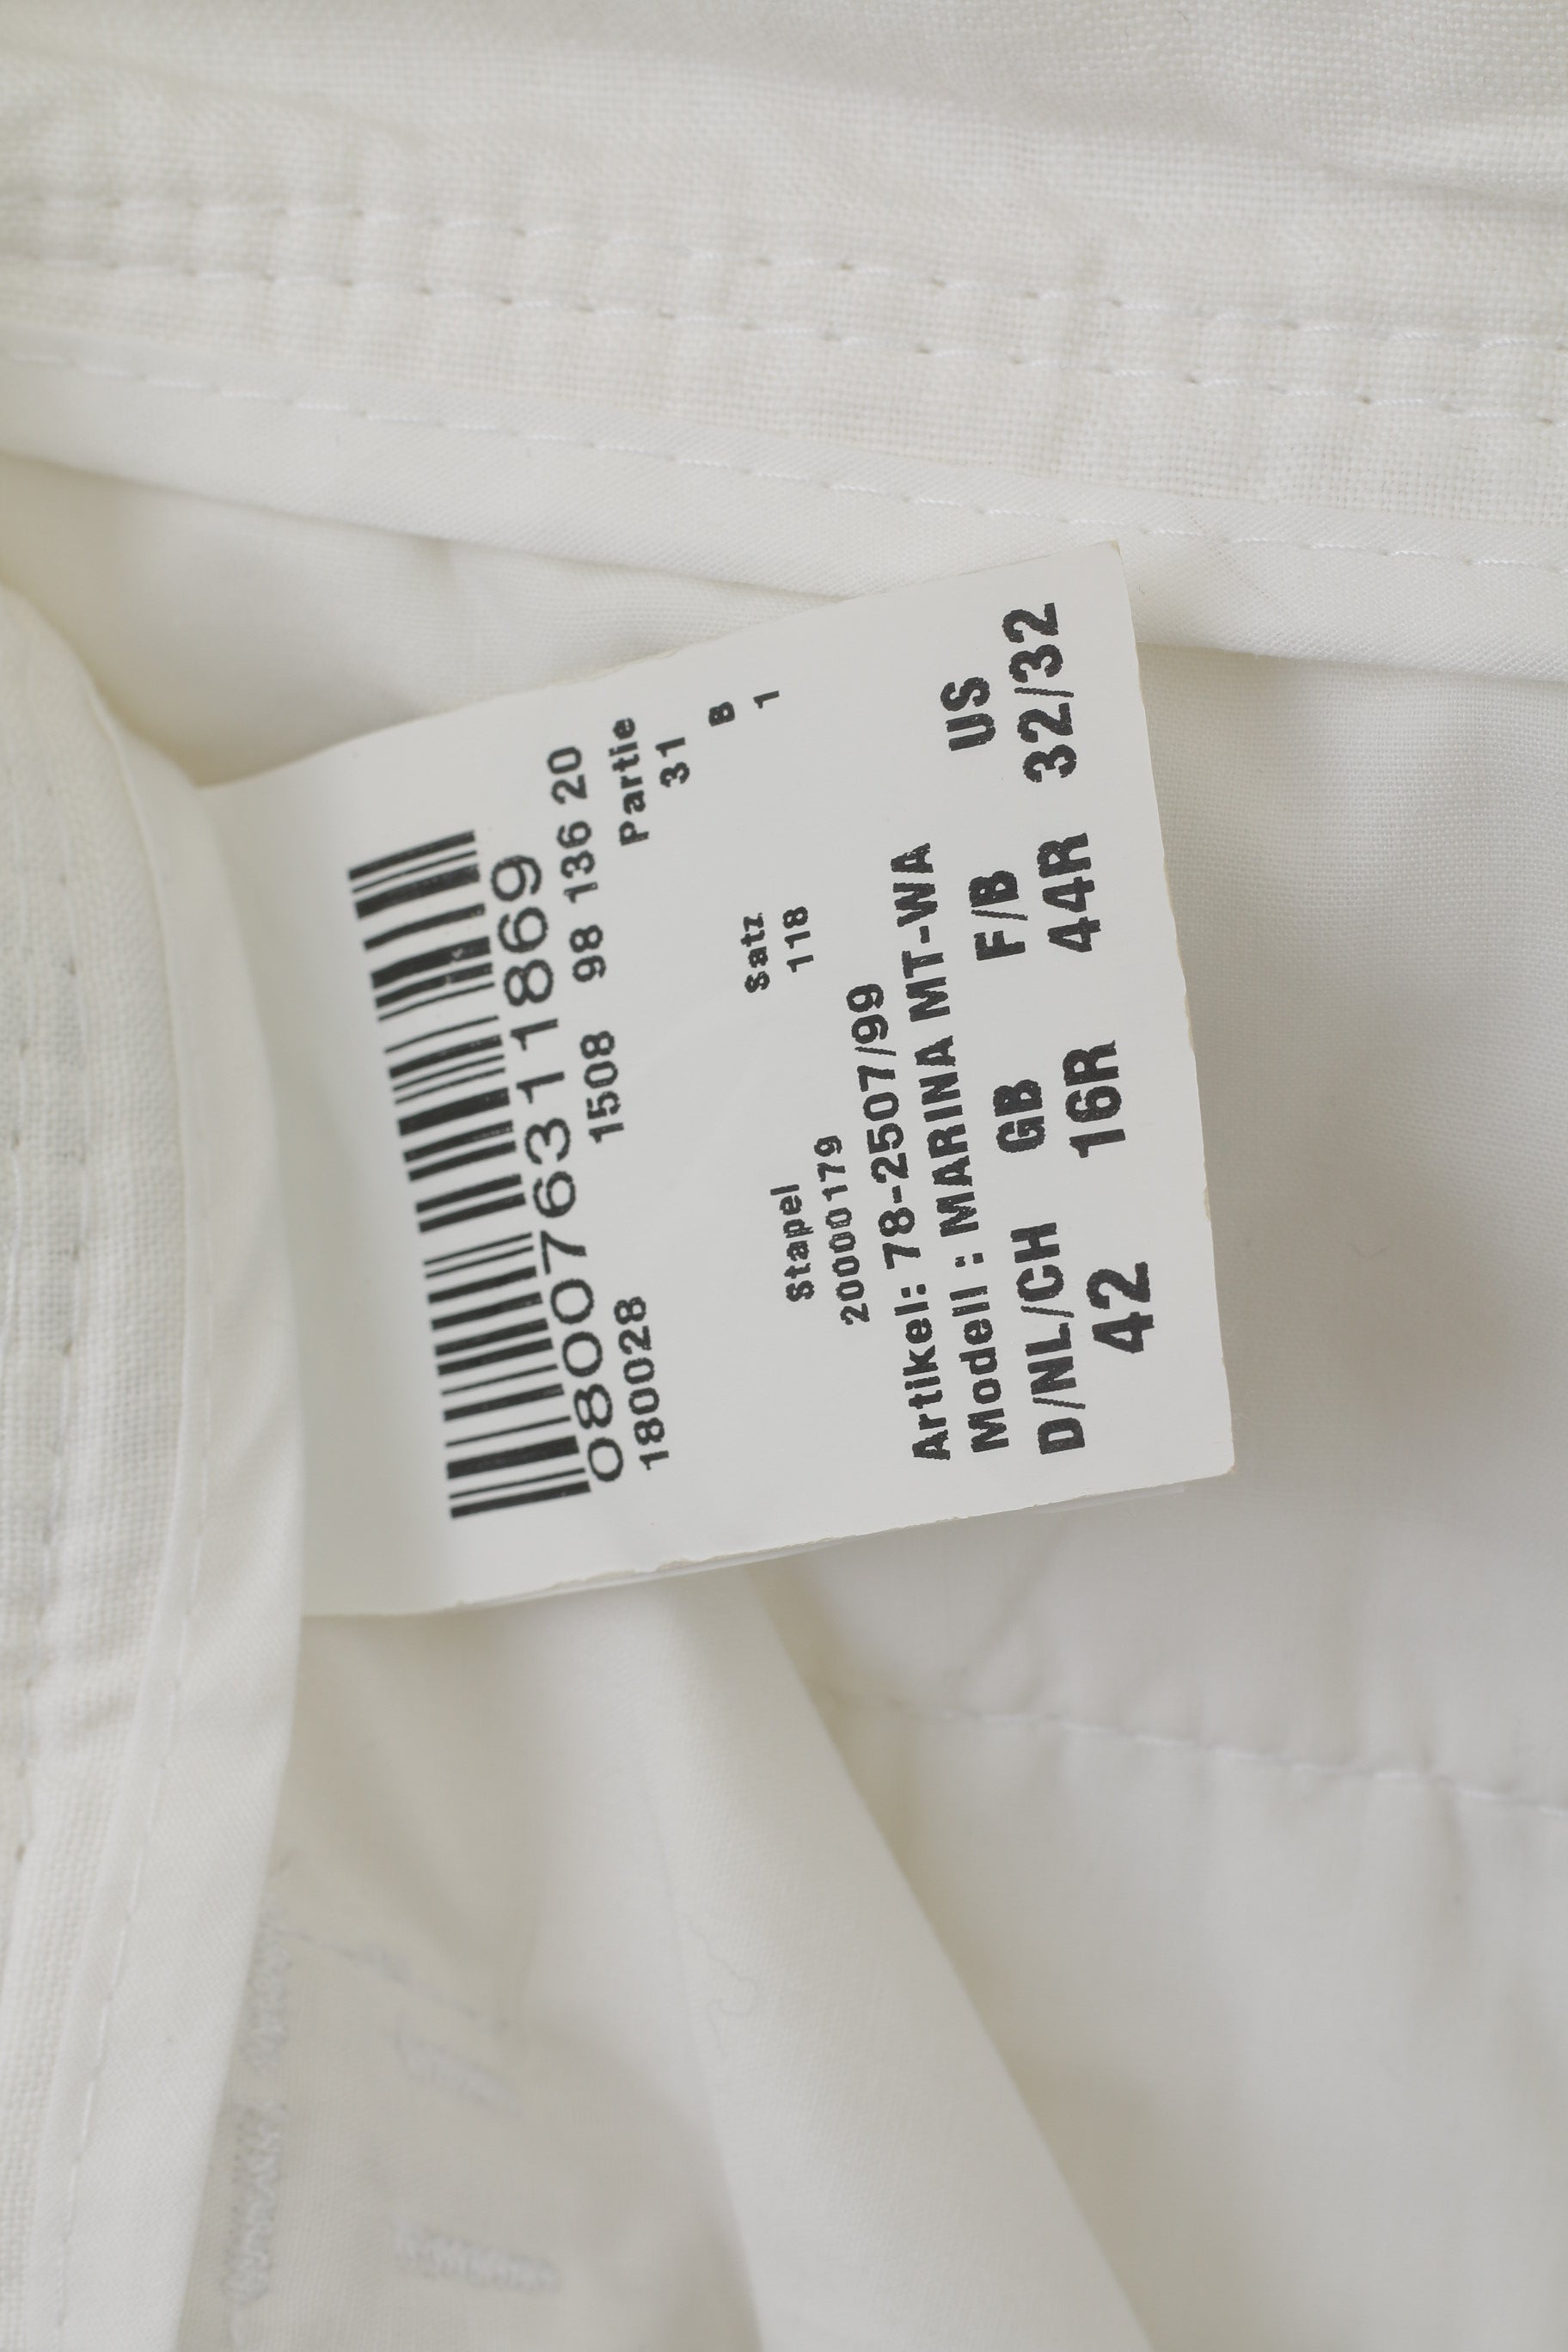 080076311869
180028 1508 98 136 20
Partie
31
B
1
Stapel Satz
20000179 118
Artikel: 78-2507/99
Modell : MARINA MT-WA
D/NL/CH GB F/B US
42 16R 44R 32/32